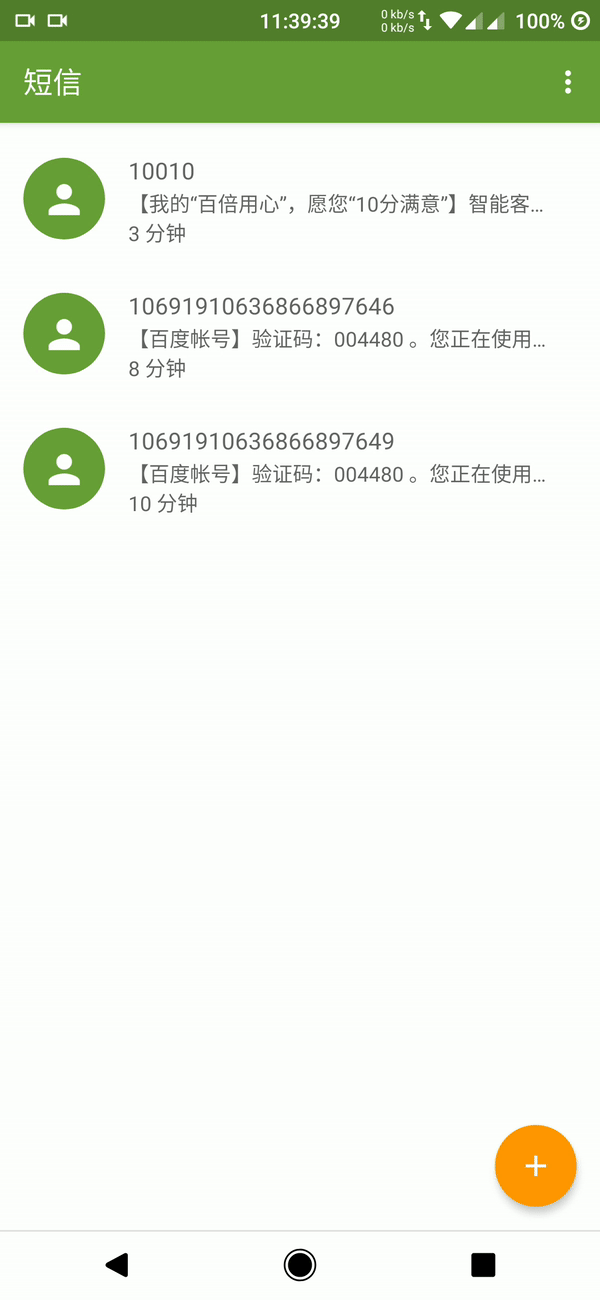 11:39:39
0 kb/s
0 kb/s
100%
短信
10010
【我的“百倍用心”，愿您“10分满意”】智能客...
3 分钟
10691910636866897646
【百度帐号】验证码：004480 。您正在使用...
8 分钟
10691910636866897649
【百度帐号】验证码：004480 。您正在使用...
10 分钟